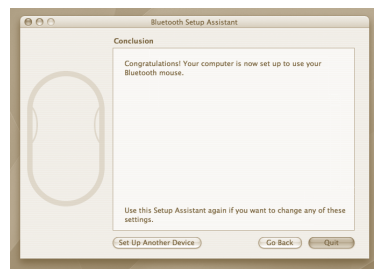 Bluetooth Setup Assistant
Conclusion
Congratulations! Your computer is now set up to use your
Bluetooth mouse.
Use this Setup Assistant again if you want to change any of these
settings.
Set Up Another Device
Go Back
Quit